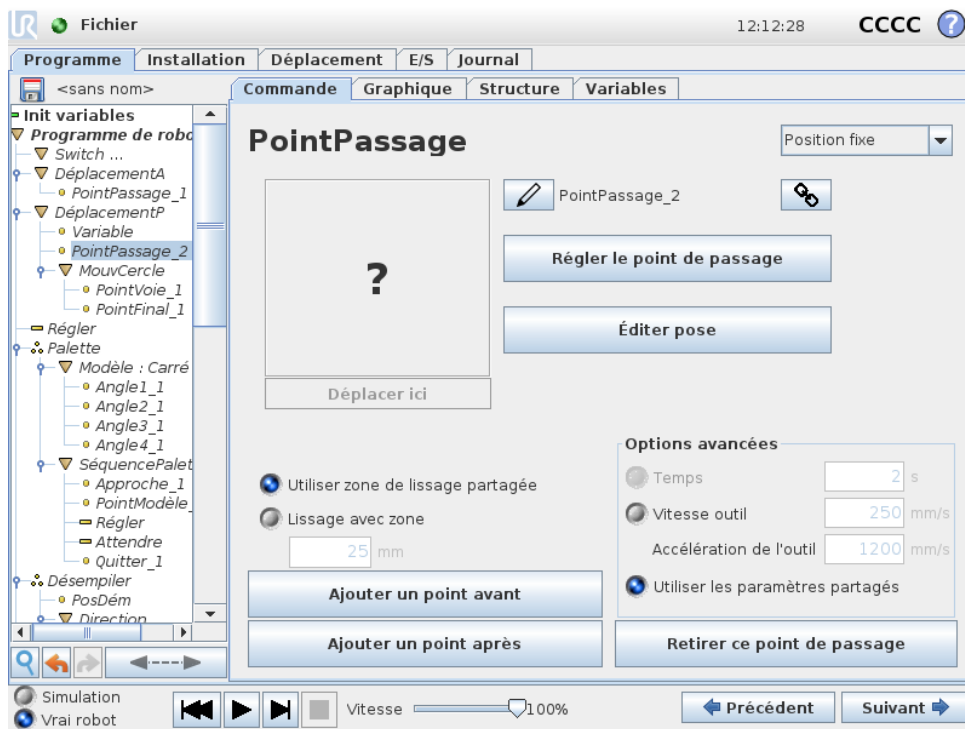 UR Fichier 12:12:28 CCCC ?
Programme Installation Déplacement E/S Journal
<sans nom>
Commande Graphique Structure Variables
Init variables
Programme de robo
Switch ...
DéplacementA
PointPassage_1
DéplacementP
Variable
PointPassage_2
MouvCercle
PointVoie_1
PointFinal_1
Régler
Palette
Modèle : Carré
Angle1_1
Angle2_1
Angle3_1
Angle4_1
SéquencePalet
Approche_1
PointModèle_
Régler
Attendre
Quitter_1
Désempiler
PosDém
Direction
PointPassage
Position fixe
?
PointPassage_2
Régler le point de passage
Éditer pose
Déplacer ici
Utiliser zone de lissage partagée
Lissage avec zone
25 mm
Options avancées
Temps 2 s
Vitesse outil 250 mm/s
Accélération de l'outil 1200 mm/s
Utiliser les paramètres partagés
Ajouter un point avant
Ajouter un point après
Retirer ce point de passage
Simulation
Vrai robot
Vitesse 100%
Précédent
Suivant